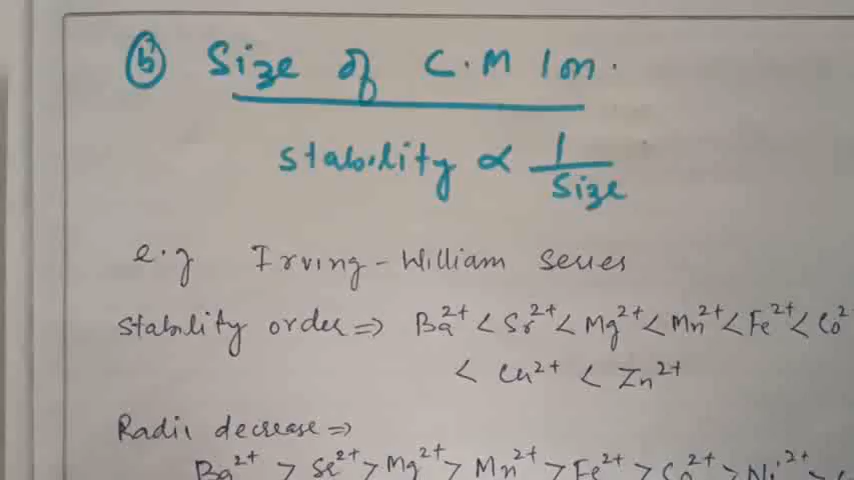 (b) Size of C.M Ion.
Stability ∝ 1/Size
e.g Irving-William Series
Stability order ⇒ Ba²⁺ < Sr²⁺ < Mg²⁺ < Mn²⁺ < Fe²⁺ < Co²
< Cu²⁺ < Zn²⁺
Radii decrease ⇒
Ba²⁺ > Sr²⁺ > Mg²⁺ > Mn²⁺ > Fe²⁺ > Co²⁺ > Ni²⁺ >